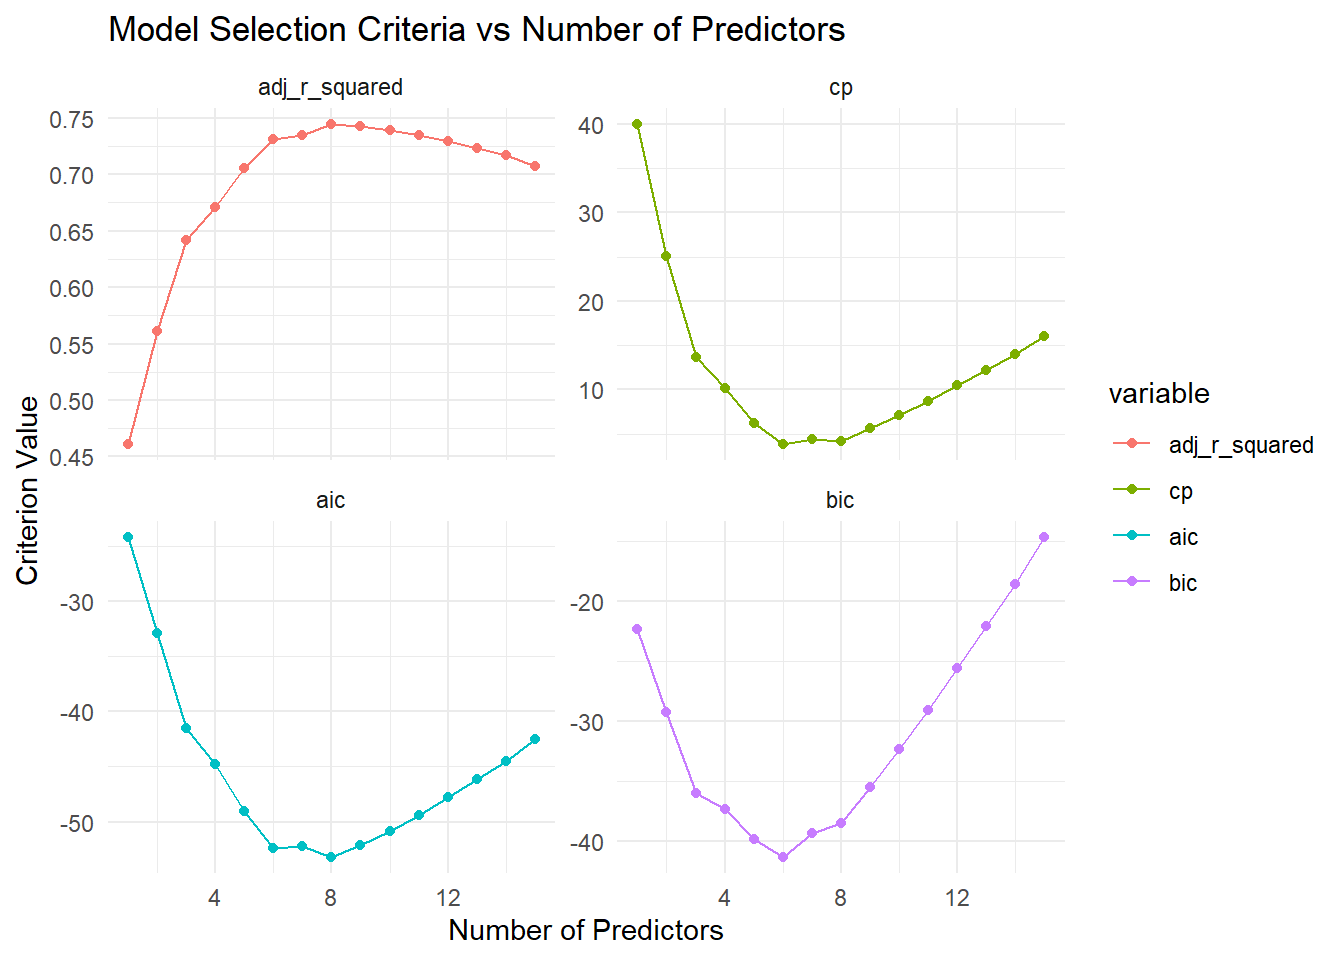 Model Selection Criteria vs Number of Predictors
adj_r_squared
0.75
0.70
0.65
0.60
0.55
0.50
0.45
cp
40
30
20
10
aic
-30
-40
-50
4 8 12
bic
-20
-30
-40
4 8 12
Criterion Value
Number of Predictors
variable
adj_r_squared
cp
aic
bic